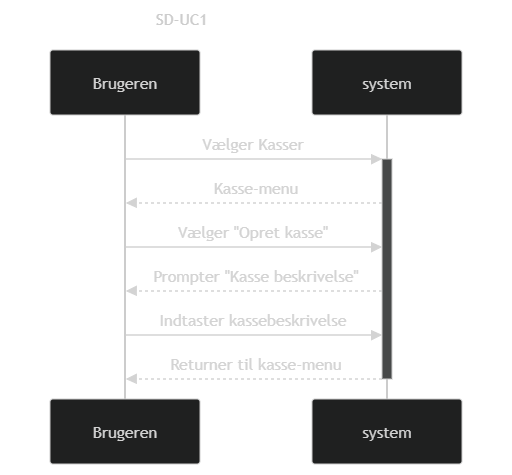 SD-UC1
Brugeren system
Vælger Kasser
Kasse-menu
Vælger "Opret kasse"
Prompter "Kasse beskrivelse"
Indtaster kassebeskrivelse
Returner til kasse-menu
Brugeren system